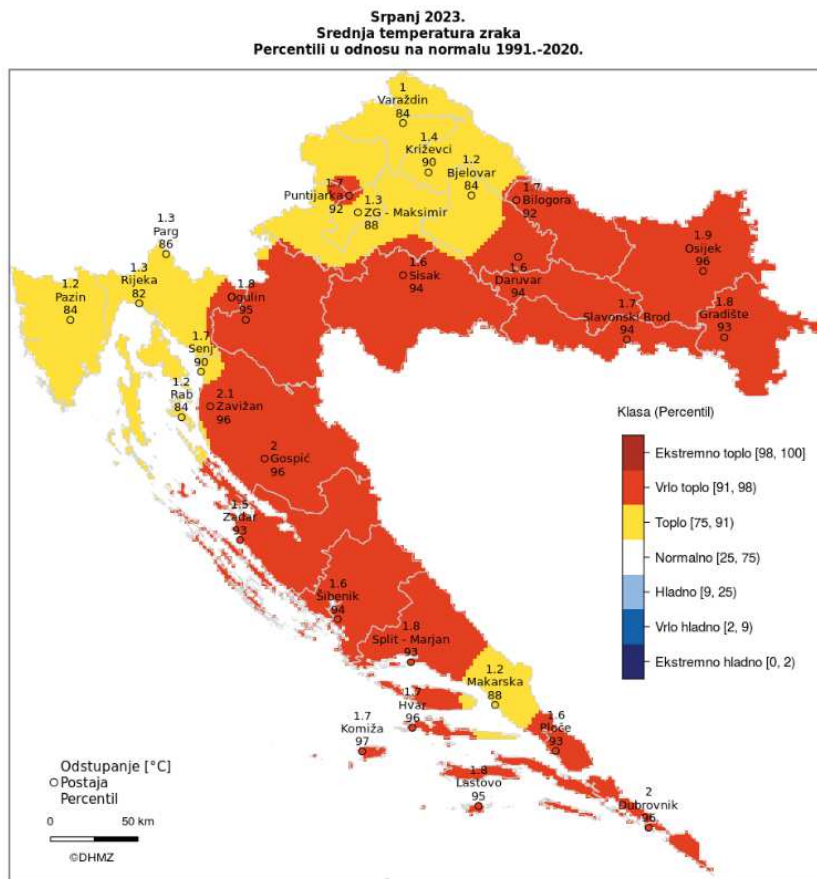 Srpanj 2023.
Srednja temperatura zraka
Percentili u odnosu na normalu 1991.-2020.
1
Varaždin
84
1.4
Križevci
90
1.2
Bjelovar
84
1.7
Puntijarka
92
1.3
ZG - Maksimir
88
1.7
Bilogora
92
1.3
Parg
86
1.9
Osijek
96
1.2
Pazin
84
1.3
Rijeka
82
1.8
Ogulin
95
1.6
Sisak
94
1.6
Daruvar
94
1.7
Slavonski Brod
94
1.8
Gradište
93
1.7
Senj
90
1.2
Rab
84
2.1
Zavižan
96
2
Gospić
96
1.5
Zadar
93
1.6
Šibenik
94
1.8
Split - Marjan
93
1.2
Makarska
88
1.7
Hvar
96
1.7
Komiža
97
1.6
Ploče
93
1.8
Lastovo
95
2
Dubrovnik
96
Klasa (Percentil)
Ekstremno toplo [98, 100]
Vrlo toplo [91, 98)
Toplo [75, 91)
Normalno [25, 75)
Hladno [9, 25)
Vrlo hladno [2, 9)
Ekstremno hladno [0, 2)
Odstupanje [°C]
Postaja
Percentil
0 50 km
©DHMZ